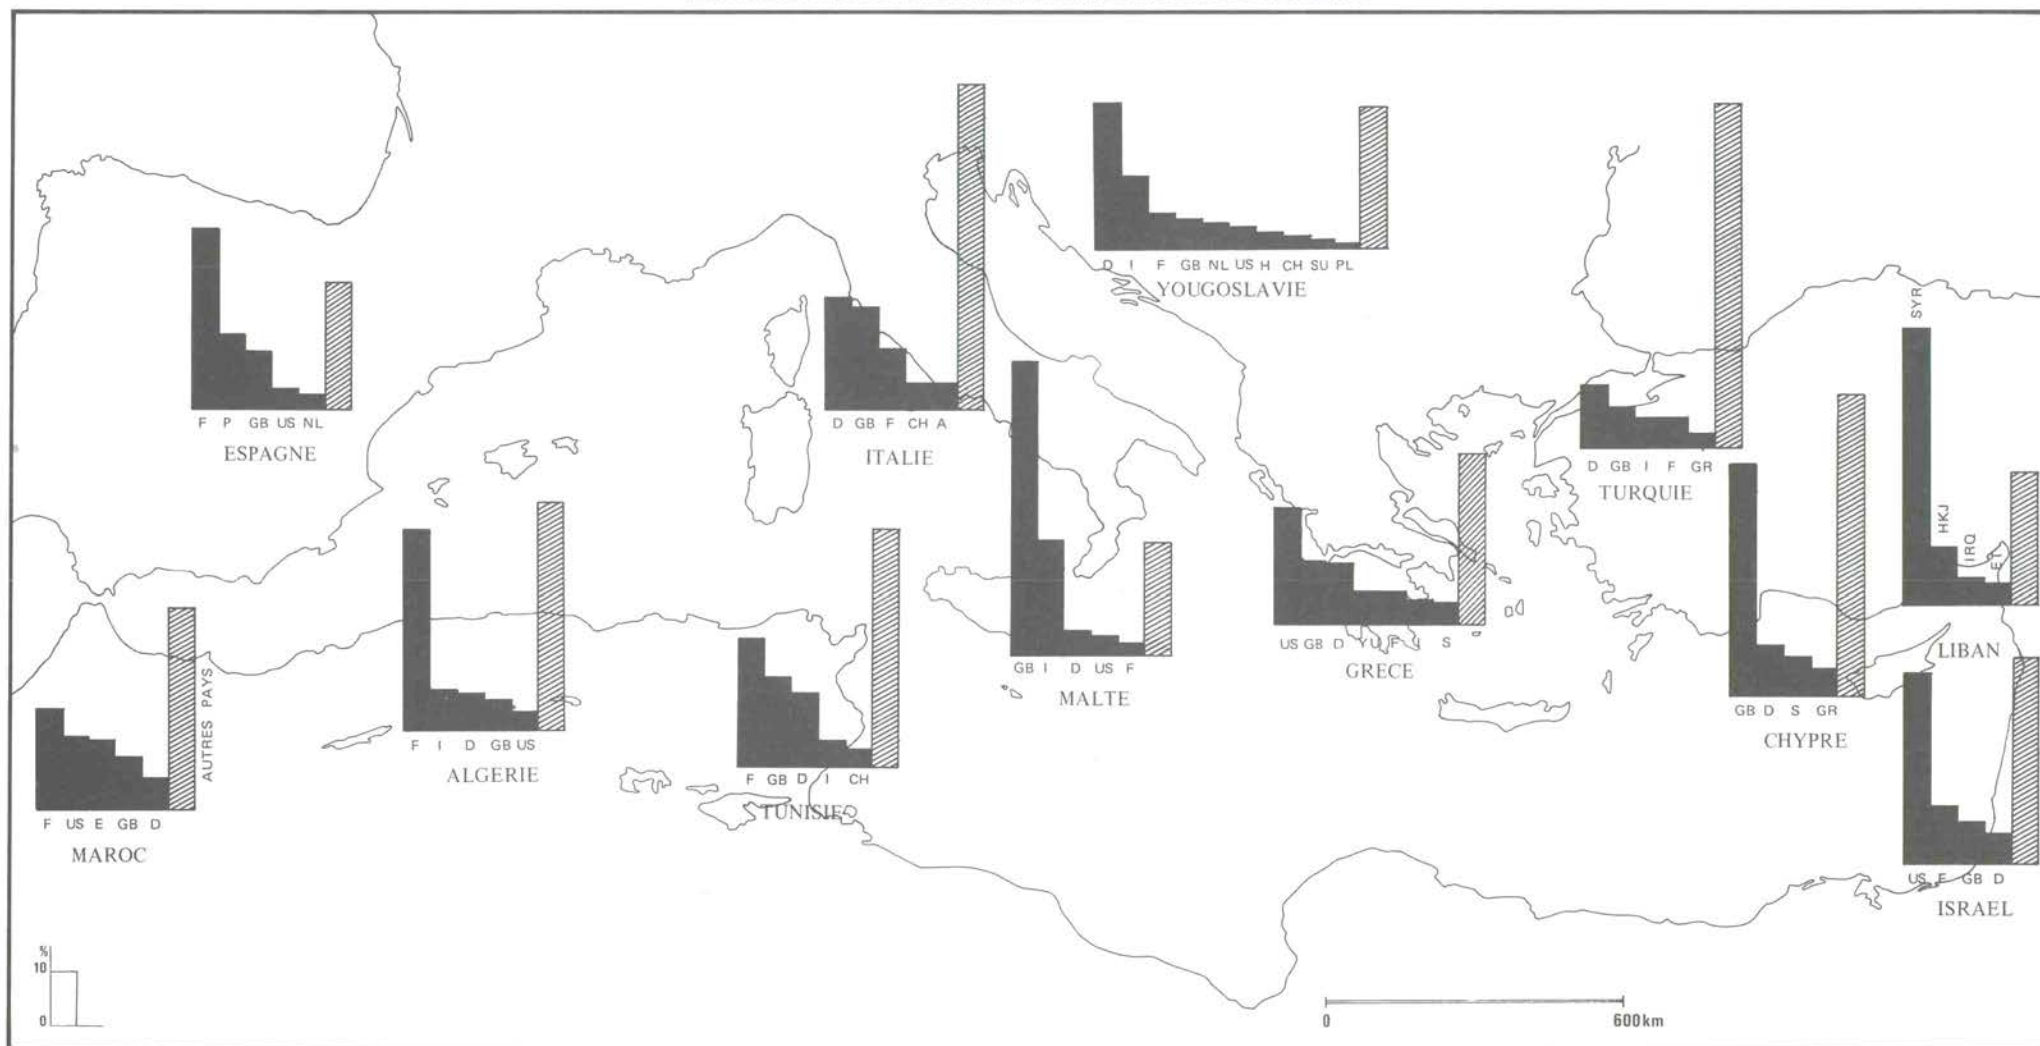 D I F GB NL US H CH SU PL
YOUGOSLAVIE
F P GB US NL
ESPAGNE
D GB F CH A
ITALIE
D GB I F GR
TURQUIE
SYR
HKJ
IRQ
ET
LIBAN
US GB D YU F I S
GRECE
GB I D US F
MALTE
GB D S GR
CHYPRE
F I D GB US
ALGERIE
F GB D I CH
TUNISIE
AUTRES PAYS
F US E GB D
MAROC
US F GB D
ISRAEL
%
10
0
0 600km